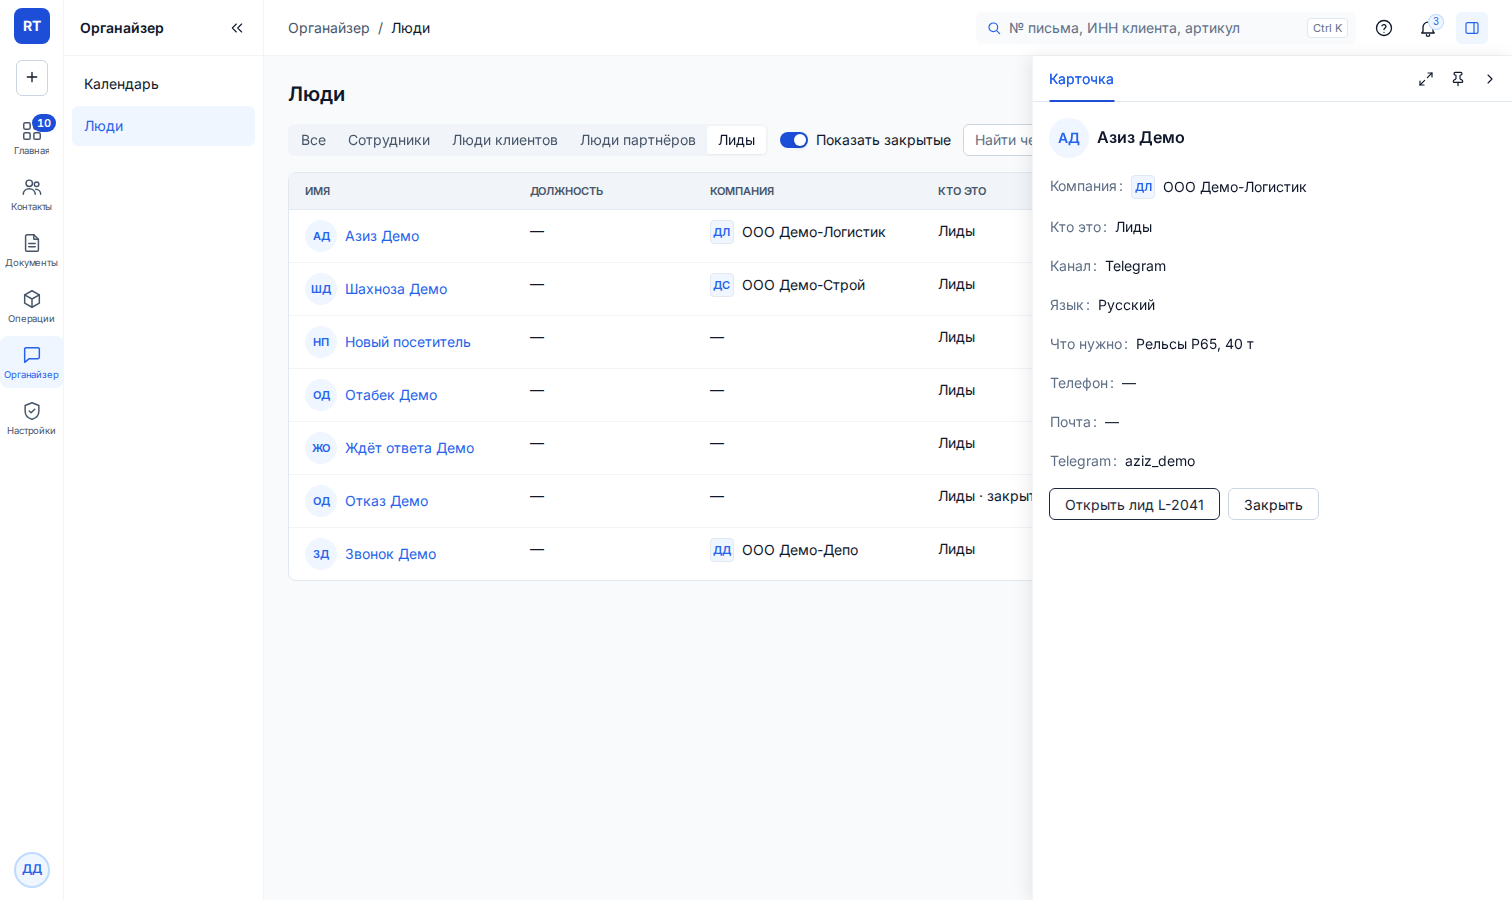 RT
Органайзер
Органайзер / Люди
№ письма, ИНН клиента, артикул
Ctrl K
3
10
Главная
Контакты
Документы
Операции
Органайзер
Настройки
ДД
Календарь
Люди
Люди
Все Сотрудники Люди клиентов Люди партнёров Лиды Показать закрытые Найти
ИМЯ ДОЛЖНОСТЬ КОМПАНИЯ КТО ЭТО
АД Азиз Демо — ДЛ ООО Демо-Логистик Лиды
ШД Шахноза Демо — ДС ООО Демо-Строй Лиды
НП Новый посетитель — — Лиды
ОД Отабек Демо — — Лиды
ЖО Ждёт ответа Демо — — Лиды
ОД Отказ Демо — — Лиды ·
ЗД Звонок Демо — ДД ООО Демо-Депо Лиды
Карточка
АД Азиз Демо
Компания: ДЛ ООО Демо-Логистик
Кто это: Лиды
Канал: Telegram
Язык: Русский
Что нужно: Рельсы Р65, 40 т
Телефон: —
Почта: —
Telegram: aziz_demo
Открыть лид L-2041 Закрыть